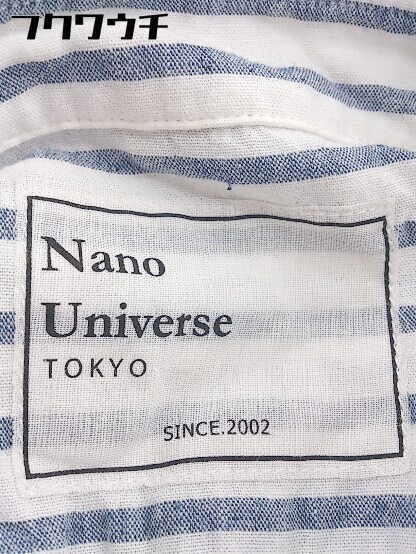 フクワウチ
Nano
Universe
TOKYO
SINCE.2002